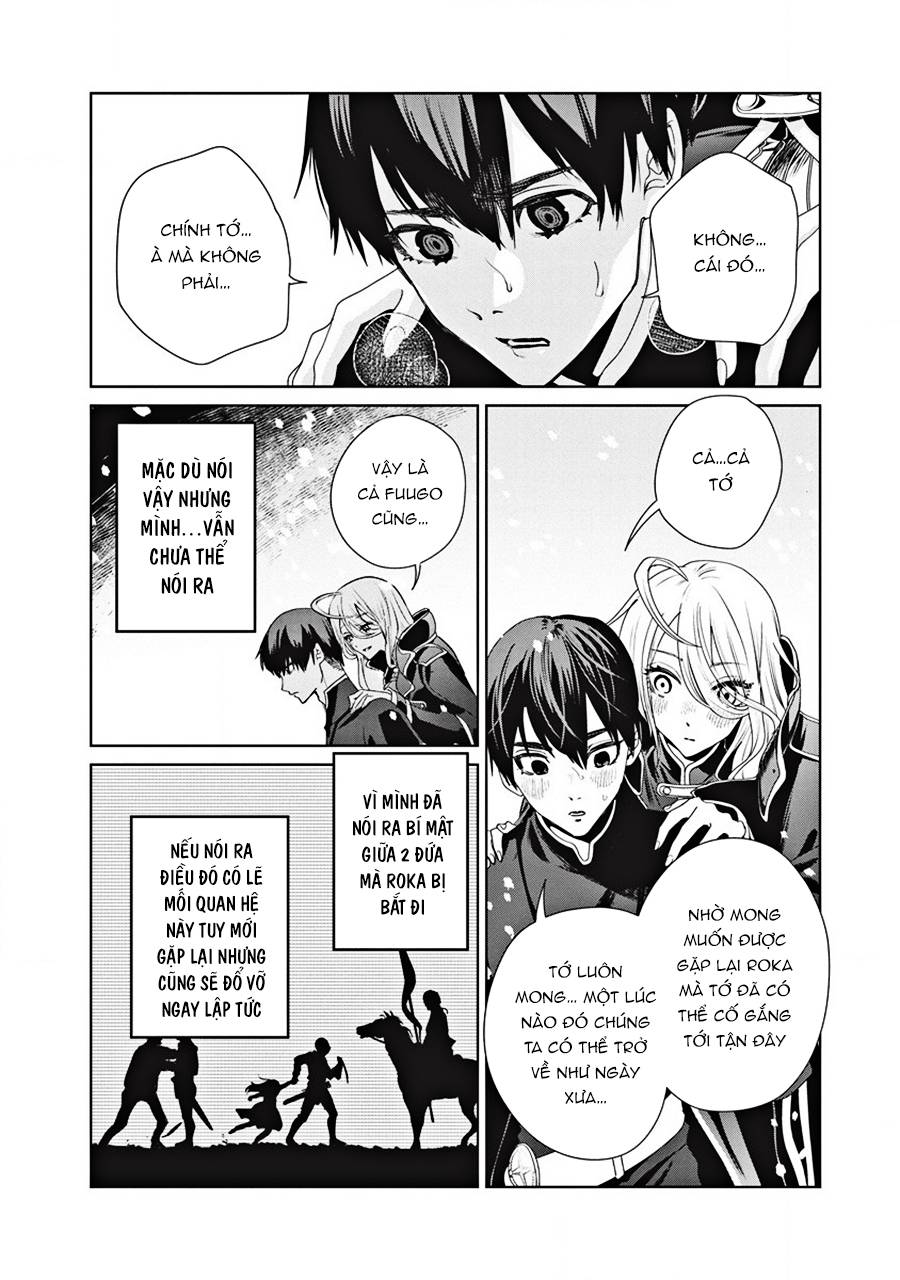 KHÔNG...
CÁI ĐÓ...
CHÍNH TỚ...
À MÀ KHÔNG
PHẢI...
CẢ...CẢ
TỚ
NHỜ MONG
MUỐN ĐƯỢC
GẶP LẠI ROKA
MÀ TỚ ĐÃ CÓ
THỂ CỐ GẮNG
TỚI TẬN ĐÂY
TỚ LUÔN
MONG... MỘT LÚC
NÀO ĐÓ CHÚNG
TA CÓ THỂ TRỞ
VỀ NHƯ NGÀY
XƯA...
VẬY LÀ
CẢ FUUGO
CŨNG...
MẶC DÙ NÓI
VẬY NHƯNG
MÌNH...VẪN
CHƯA THỂ
NÓI RA
VÌ MÌNH ĐÃ
NÓI RA BÍ MẬT
GIỮA 2 ĐỨA
MÀ ROKA BỊ
BẮT ĐI
NẾU NÓI RA
ĐIỀU ĐÓ CÓ LẼ
MỐI QUAN HỆ
NÀY TUY MỚI
GẶP LẠI NHƯNG
CŨNG SẼ ĐỔ VỠ
NGAY LẬP TỨC